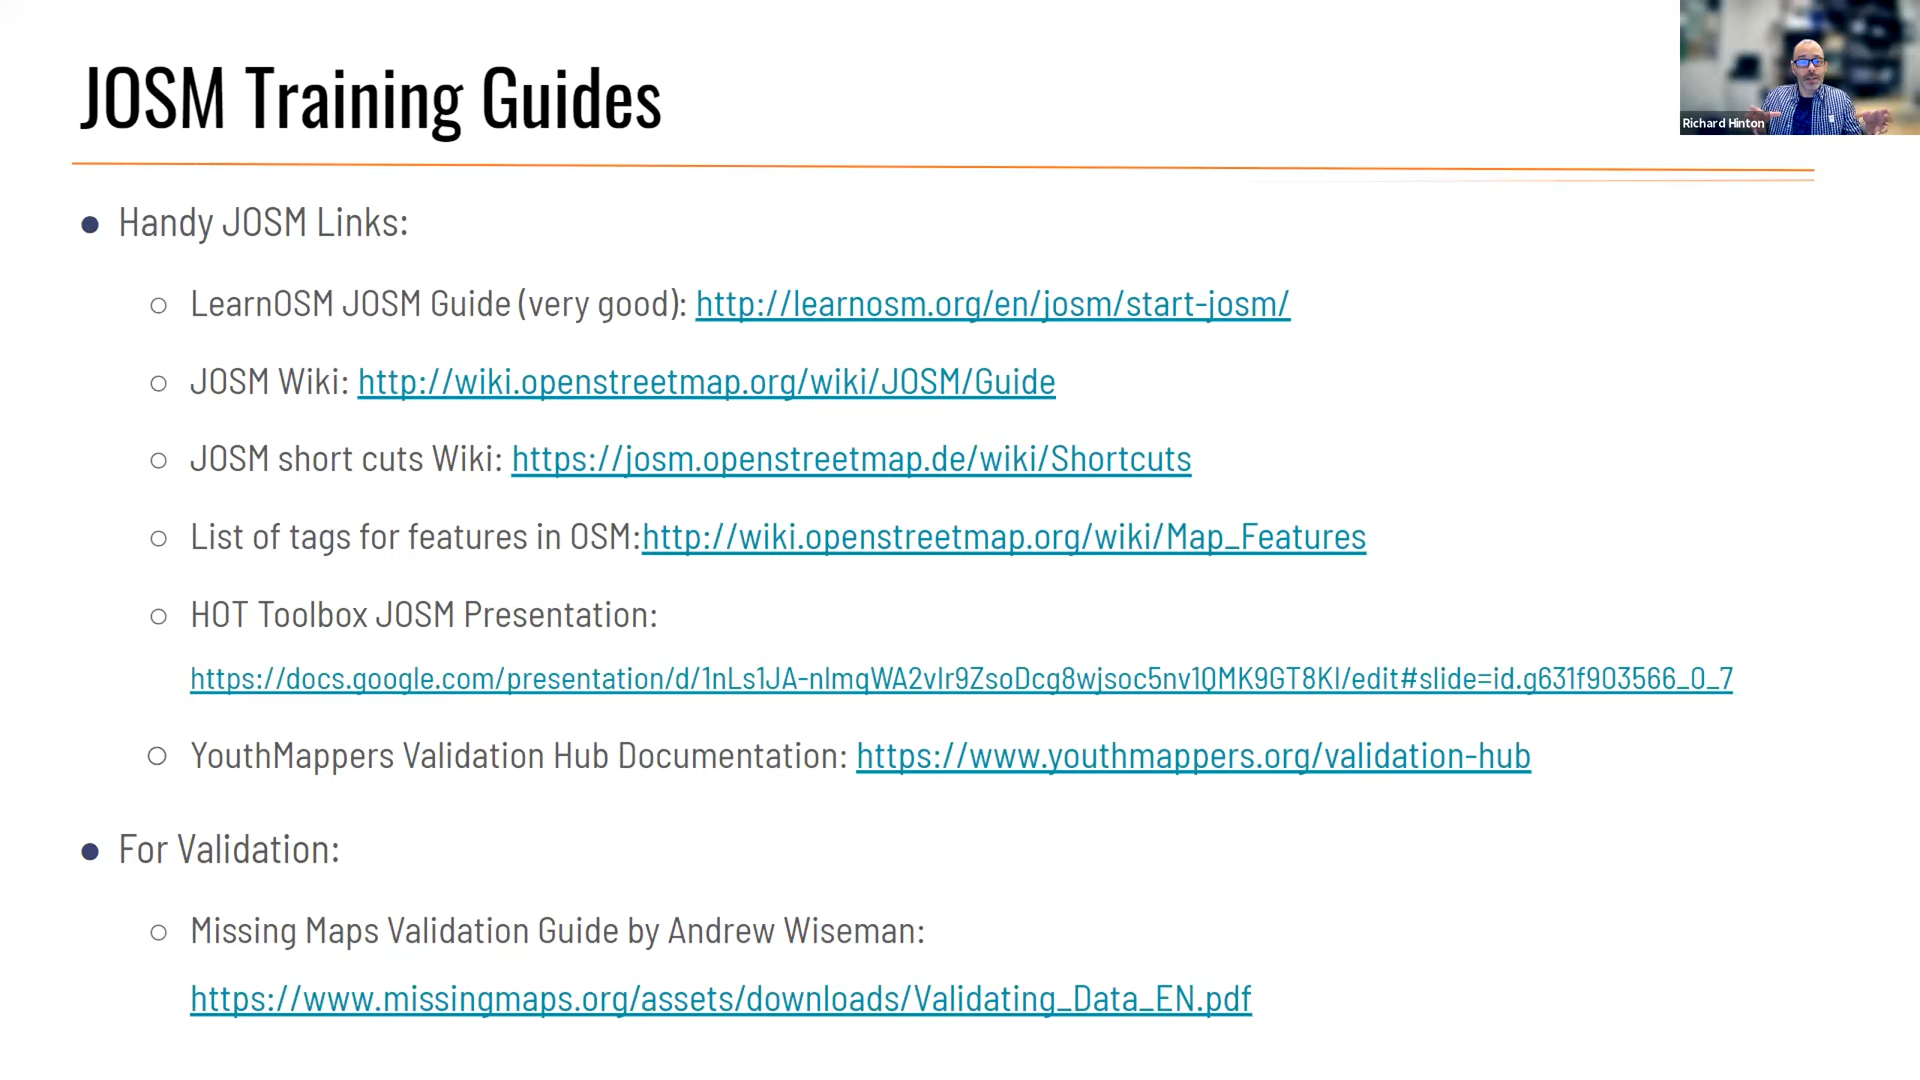 JOSM Training Guides
Richard Hinton
● Handy JOSM Links:
○ LearnOSM JOSM Guide (very good): http://learnosm.org/en/josm/start-josm/
○ JOSM Wiki: http://wiki.openstreetmap.org/wiki/JOSM/Guide
○ JOSM short cuts Wiki: https://josm.openstreetmap.de/wiki/Shortcuts
○ List of tags for features in OSM:http://wiki.openstreetmap.org/wiki/Map_Features
○ HOT Toolbox JOSM Presentation:
https://docs.google.com/presentation/d/1nLs1JA-nImqWA2vIr9ZsoDcg8wjsoc5nv1QMK9GT8KI/edit#slide=id.g631f903566_0_7
○ YouthMappers Validation Hub Documentation: https://www.youthmappers.org/validation-hub
● For Validation:
○ Missing Maps Validation Guide by Andrew Wiseman:
https://www.missingmaps.org/assets/downloads/Validating_Data_EN.pdf